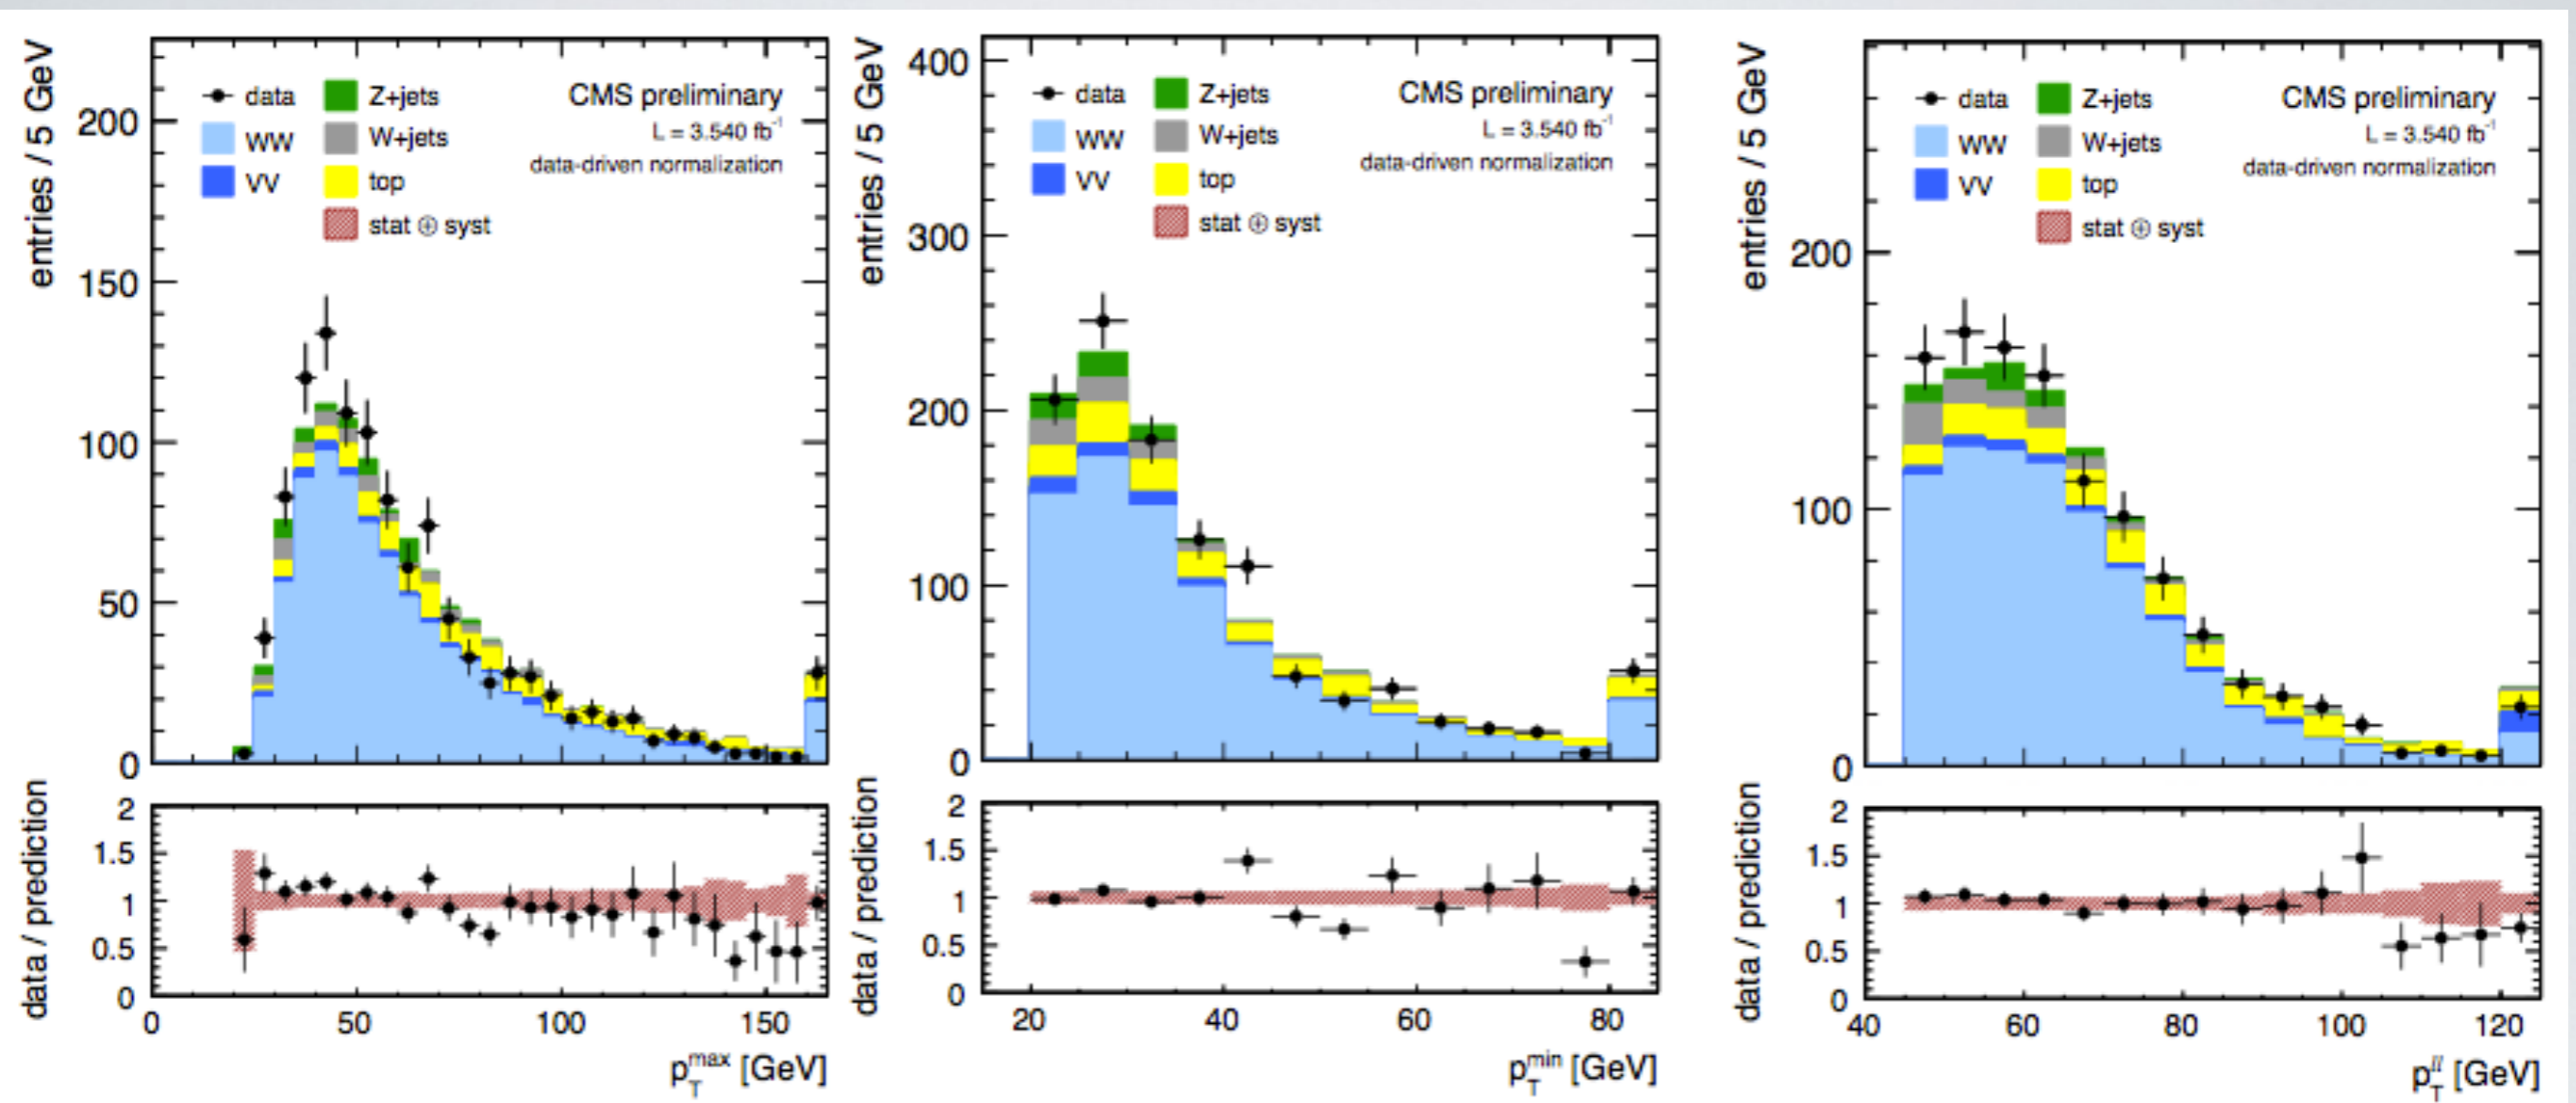 entries / 5 GeV
200
150
100
50
0
data
Z+jets
WW
W+jets
VV
top
stat ⊕ syst
CMS preliminary
L = 3.540 fb⁻¹
data-driven normalization
data / prediction
2
1.5
1
0.5
0
0 50 100 150
p_T^max [GeV]
entries / 5 GeV
400
300
200
100
0
data
Z+jets
WW
W+jets
VV
top
stat ⊕ syst
CMS preliminary
L = 3.540 fb⁻¹
data-driven normalization
data / prediction
2
1.5
1
0.5
0
20 40 60 80
p_T^min [GeV]
entries / 5 GeV
200
100
0
data
Z+jets
WW
W+jets
VV
top
stat ⊕ syst
CMS preliminary
L = 3.540 fb⁻¹
data-driven normalization
data / prediction
2
1.5
1
0.5
0
40 60 80 100 120
p_T^ll [GeV]